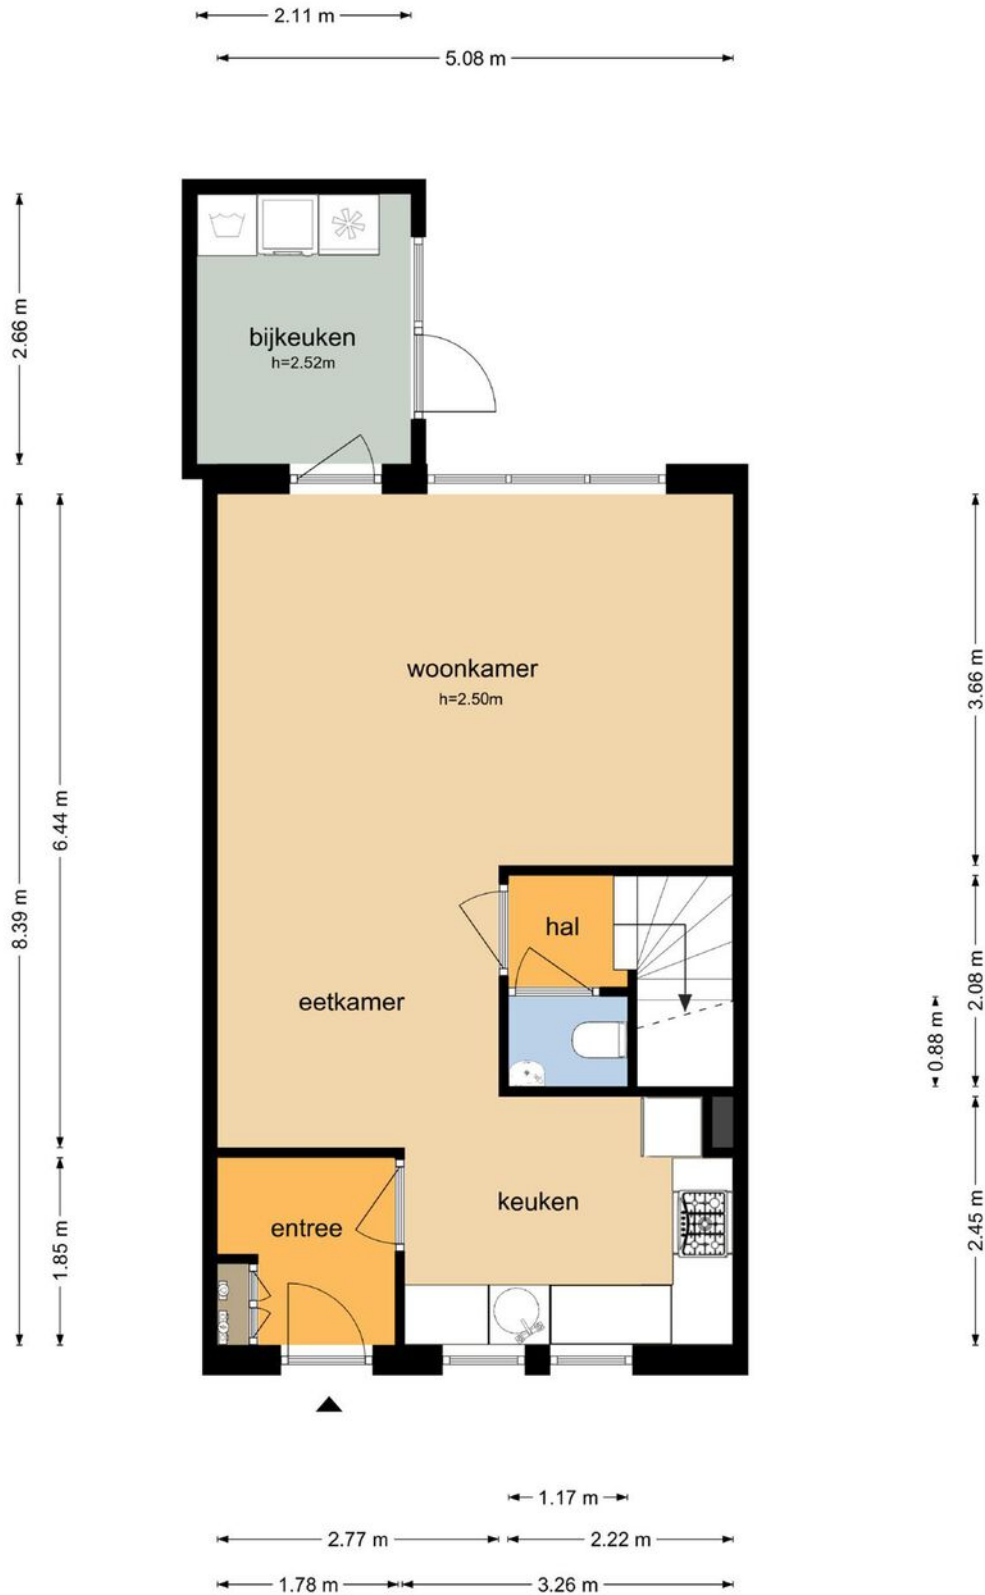 2.11 m
5.08 m
2.66 m
bijkeuken
h=2.52m
woonkamer
h=2.50m
3.66 m
6.44 m
8.39 m
hal
eetkamer
2.08 m
0.88 m
keuken
entree
1.85 m
2.45 m
1.17 m
2.77 m
2.22 m
1.78 m
3.26 m